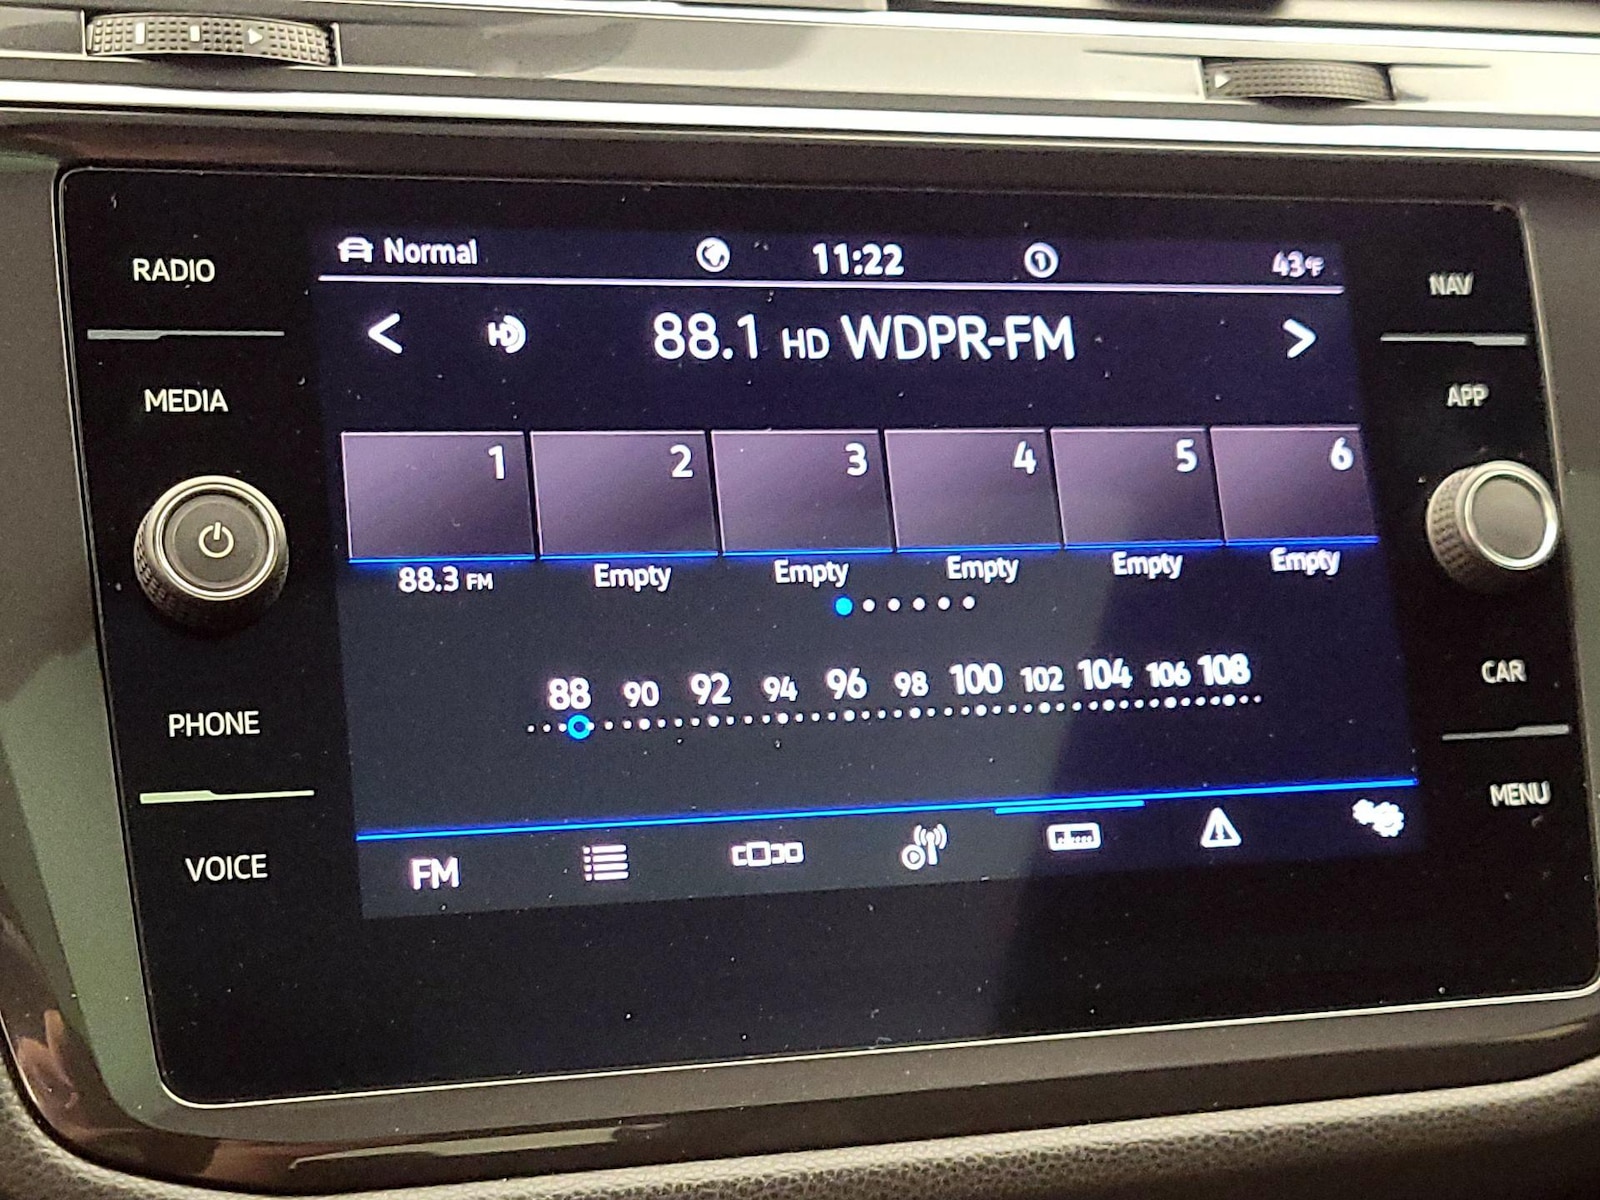 RADIO
MEDIA
PHONE
VOICE
Normal 11:22 1 43°F
HD 88.1 HD WDPR-FM
1 2 3 4 5 6
88.3 FM Empty Empty Empty Empty Empty
88 90 92 94 96 98 100 102 104 106 108
FM
NAV
APP
CAR
MENU